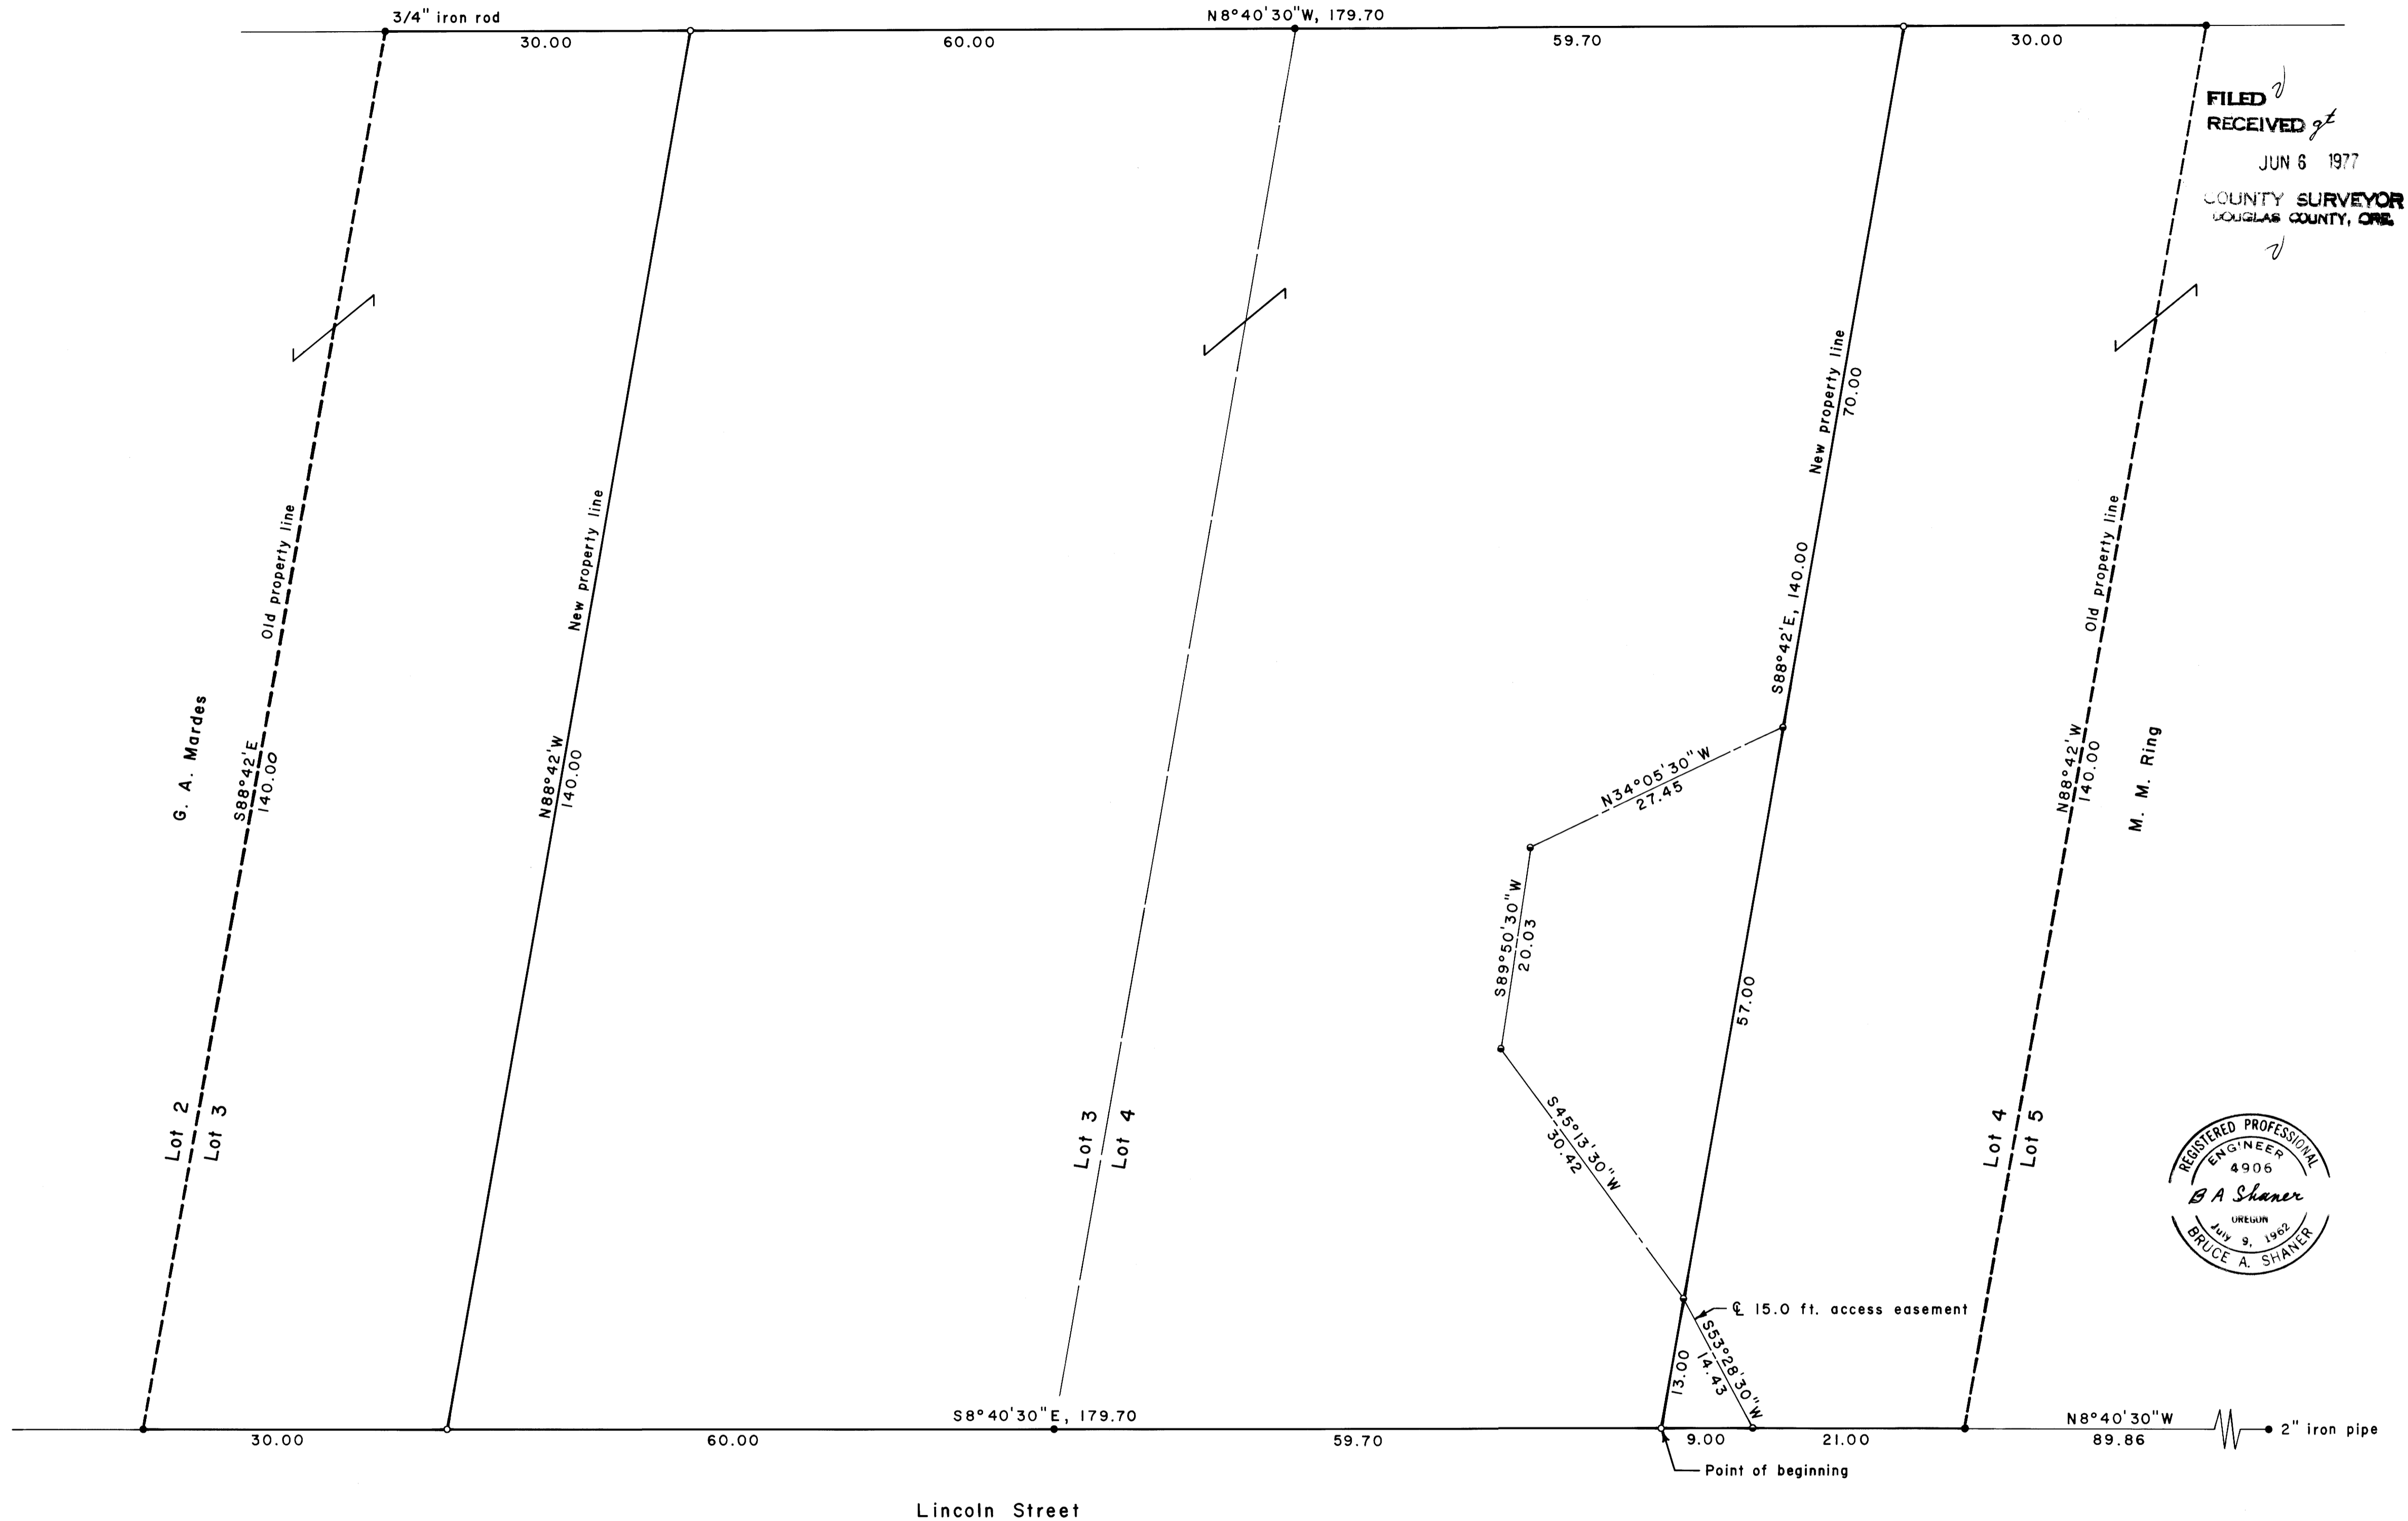 3/4" iron rod
N8°40'30"W, 179.70
30.00
60.00
59.70
30.00
FILED
RECEIVED gt
JUN 6 1977
COUNTY SURVEYOR
DOUGLAS COUNTY, ORE.
Old property line
New property line
New property line
70.00
Old property line
G. A. Mardes
S88°42'E
140.00
N88°42'W
140.00
S88°42'E, 140.00
N88°42'W
140.00
M. M. Ring
N34°05'30"W
27.45
S89°50'30"W
20.03
57.00
S45°13'30"W
30.42
Lot 2
Lot 3
Lot 3
Lot 4
Lot 4
Lot 5
REGISTERED PROFESSIONAL
ENGINEER
4906
B A Shaner
OREGON
July 9, 1962
BRUCE A. SHANER
℄ 15.0 ft. access easement
13.00
S53°28'30"W
14.43
S8°40'30"E, 179.70
N8°40'30"W
2" iron pipe
30.00
60.00
59.70
9.00
21.00
89.86
Point of beginning
Lincoln Street